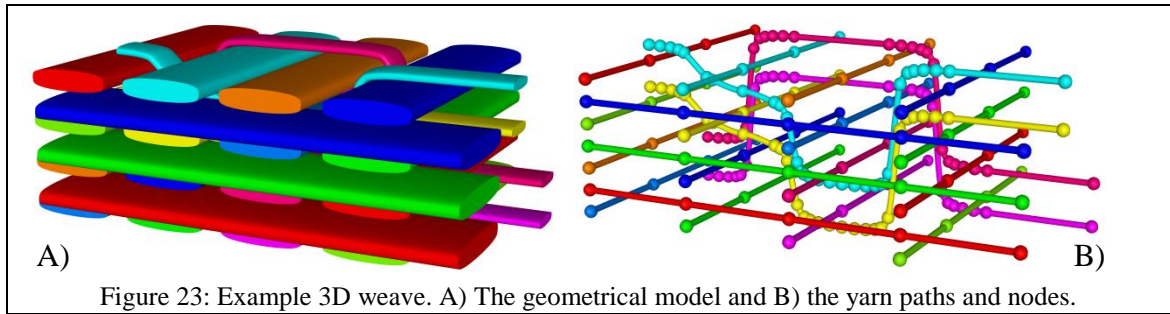 A)
B)
Figure 23: Example 3D weave. A) The geometrical model and B) the yarn paths and nodes.